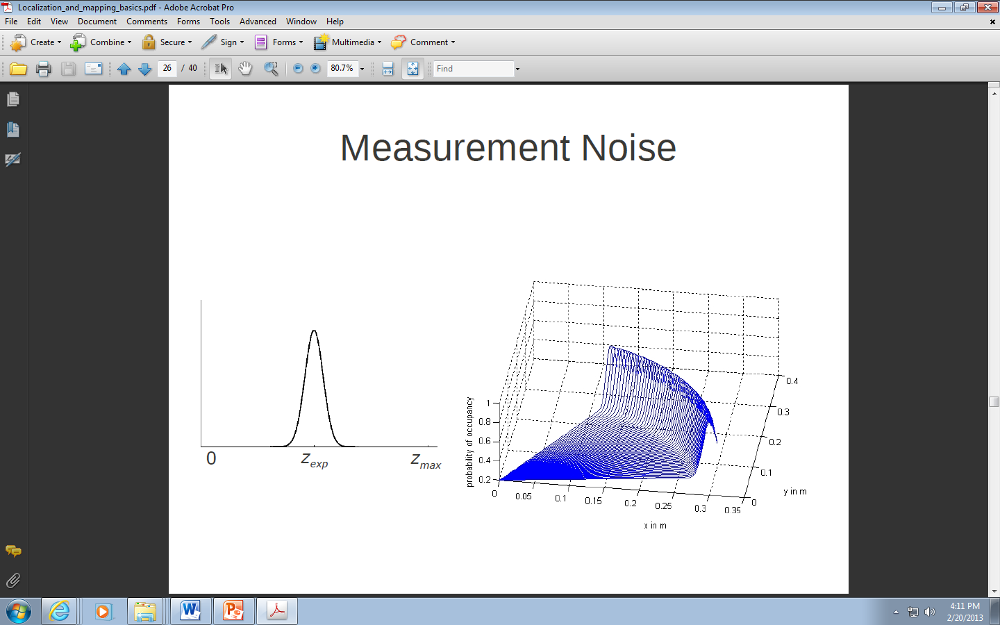 Localization_and_mapping_basics.pdf - Adobe Acrobat Pro
File Edit View Document Comments Forms Tools Advanced Window Help
Create Combine Secure Sign Forms Multimedia Comment
26 / 40 80.7% Find
Measurement Noise
0 z_exp z_max
probability of occupancy
1
0.8
0.6
0.4
0.2
0 0.05 0.1 0.15 0.2 0.25 0.3 0.35
x in m
0.4
0.3
0.2
0.1
0
y in m
4:11 PM
2/20/2013